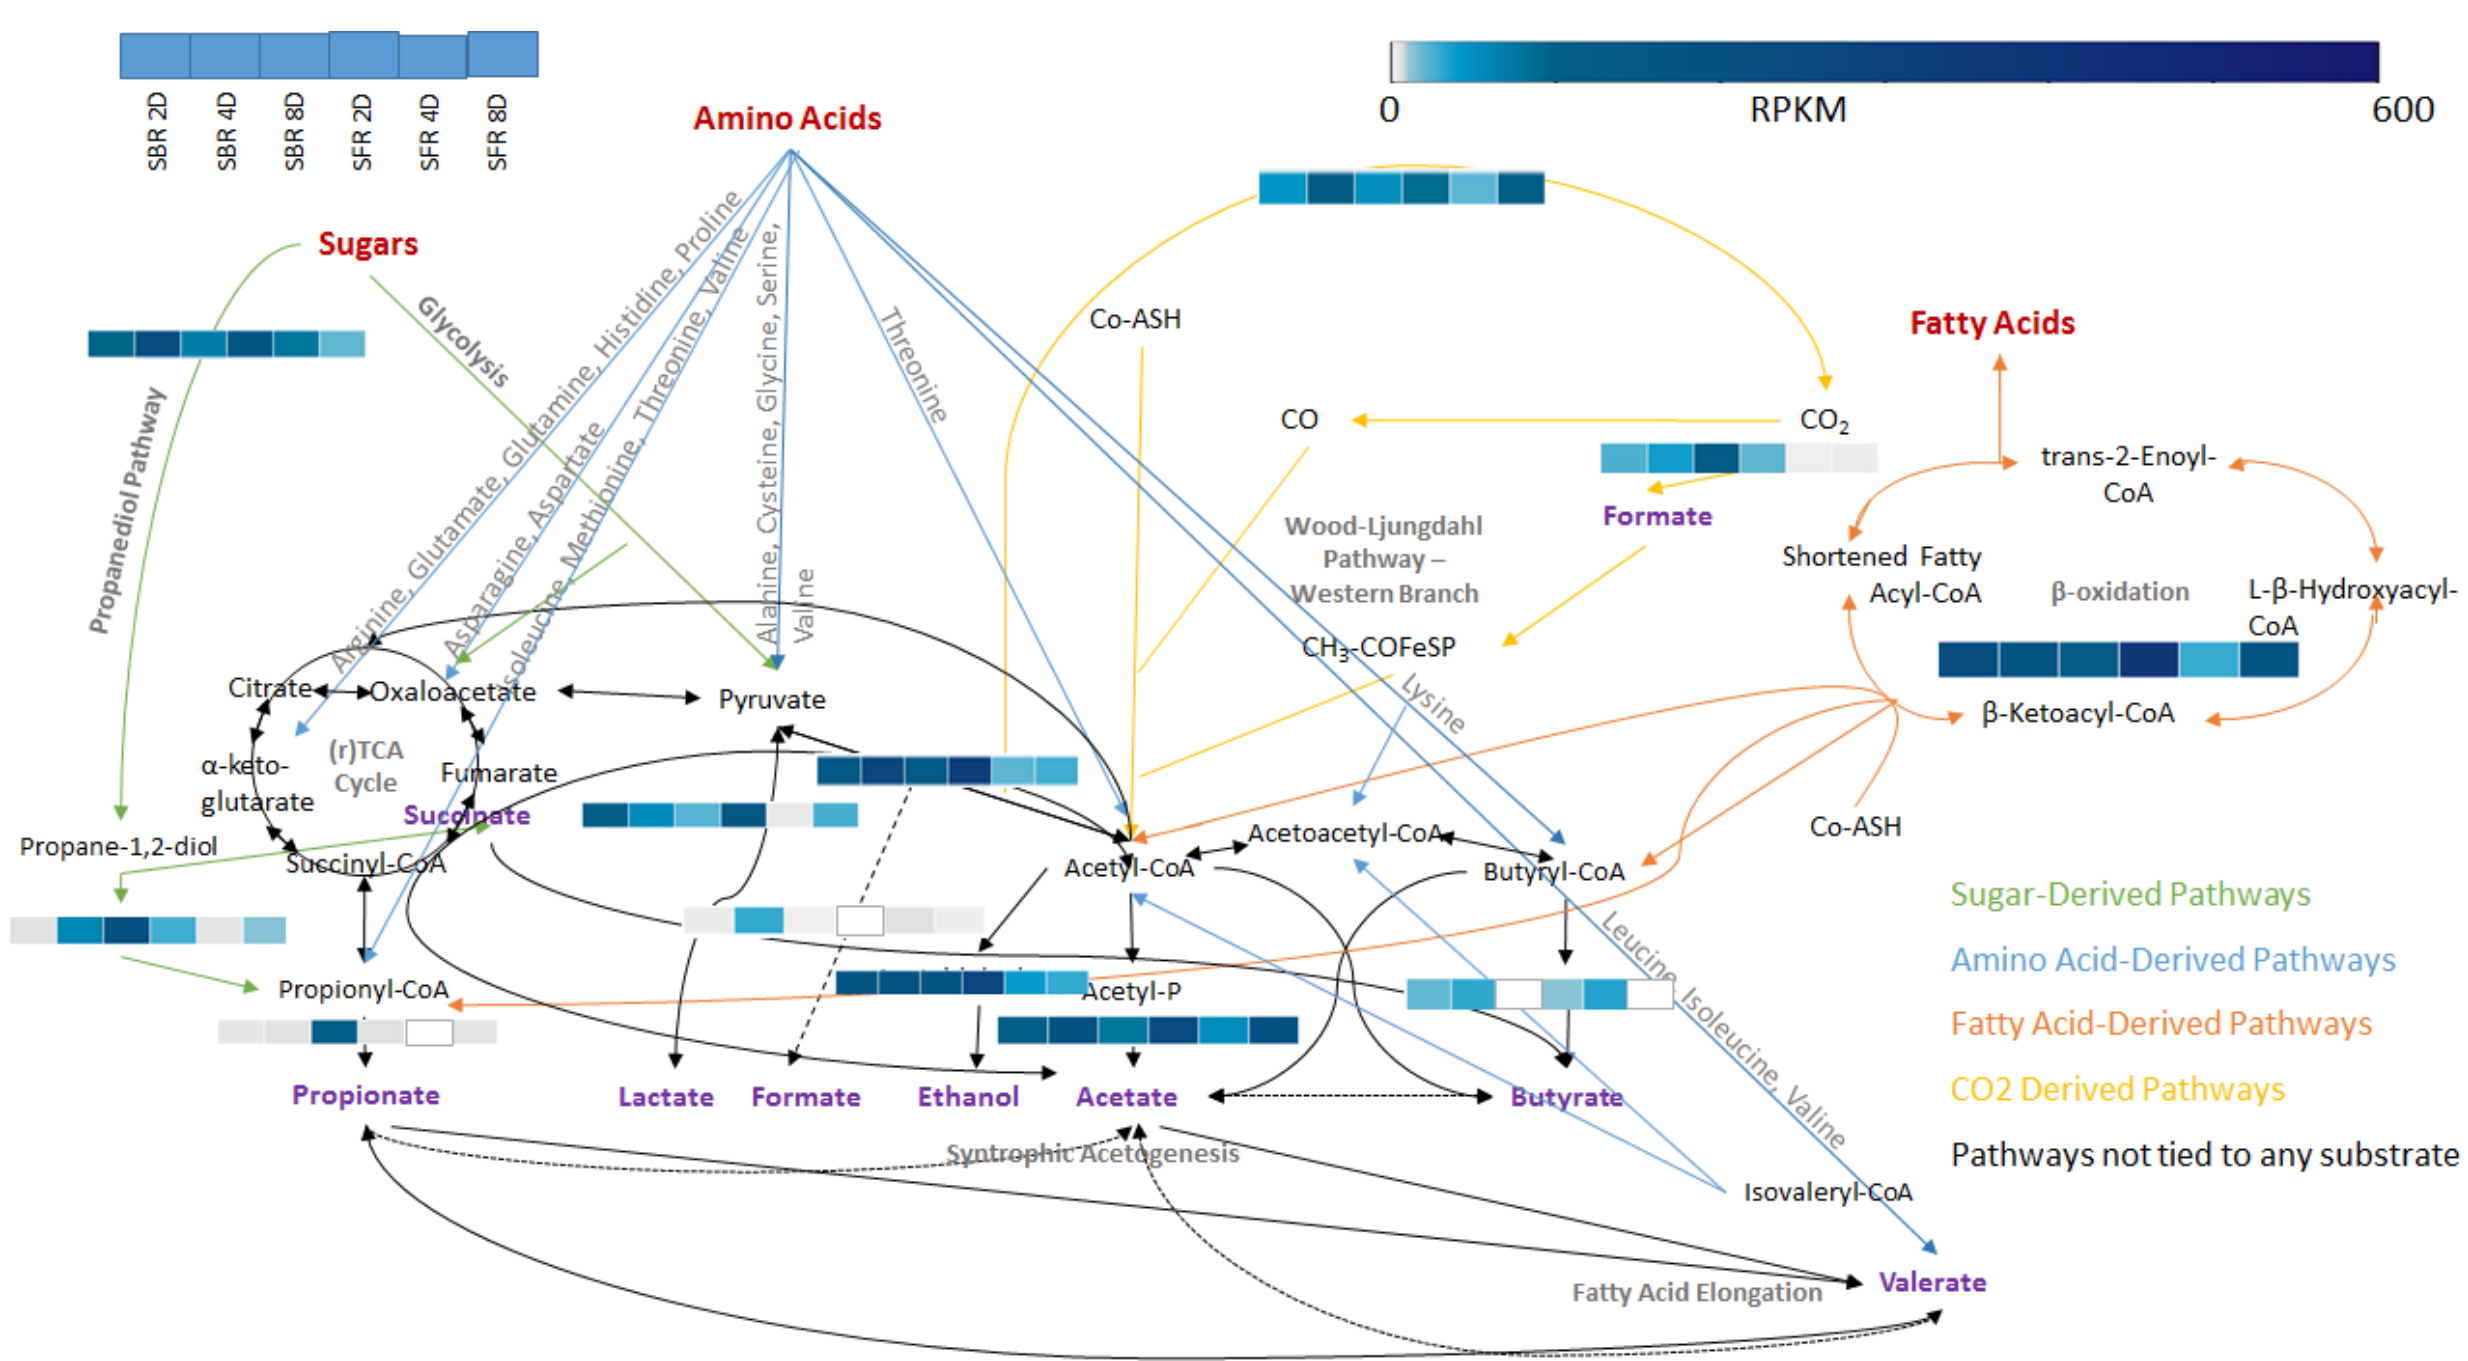 SBR 2D
SBR 4D
SBR 8D
SFR 2D
SFR 4D
SFR 8D
0
RPKM
600
Amino Acids
Sugars
Fatty Acids
Glycolysis
Propanediol Pathway
Arginine, Glutamate, Glutamine, Histidine, Proline
Asparagine, Aspartate
Isoleucine, Methionine, Threonine, Valine
Alanine, Cysteine, Glycine, Serine,
Valine
Threonine
Co-ASH
CO
CO2
Formate
Wood-Ljungdahl
Pathway –
Western Branch
CH3-COFeSP
Lysine
trans-2-Enoyl-
CoA
Shortened Fatty
Acyl-CoA
β-oxidation
L-β-Hydroxyacyl-
CoA
β-Ketoacyl-CoA
Co-ASH
Citrate
Oxaloacetate
Pyruvate
(r)TCA
Cycle
α-keto-
glutarate
Fumarate
Succinate
Succinyl-CoA
Propane-1,2-diol
Acetyl-CoA
Acetoacetyl-CoA
Butyryl-CoA
Propionyl-CoA
Acetyl-P
Leucine, Isoleucine, Valine
Propionate
Lactate
Formate
Ethanol
Acetate
Butyrate
Syntrophic Acetogenesis
Isovaleryl-CoA
Fatty Acid Elongation
Valerate
Sugar-Derived Pathways
Amino Acid-Derived Pathways
Fatty Acid-Derived Pathways
CO2 Derived Pathways
Pathways not tied to any substrate